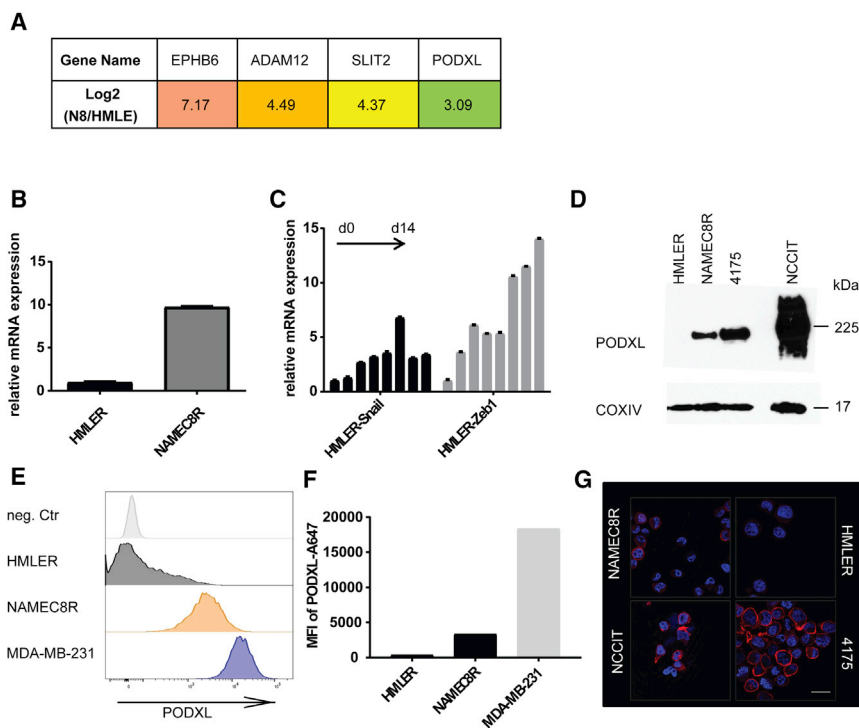 A
Gene Name EPHB6 ADAM12 SLIT2 PODXL
Log2
(N8/HMLE) 7.17 4.49 4.37 3.09
B
relative mRNA expression
15
10
5
0
HMLER
NAMEC8R
C
relative mRNA expression
15
10
5
0
d0 d14
HMLER-Snail
HMLER-Zeb1
D
HMLER
NAMEC8R
4175
NCCIT
kDa
PODXL
225
COXIV
17
E
neg. Ctr
HMLER
NAMEC8R
MDA-MB-231
PODXL
F
MFI of PODXL-A647
20000
15000
10000
5000
0
HMLER
NAMEC8R
MDA-MB-231
G
NAMEC8R
HMLER
NCCIT
4175